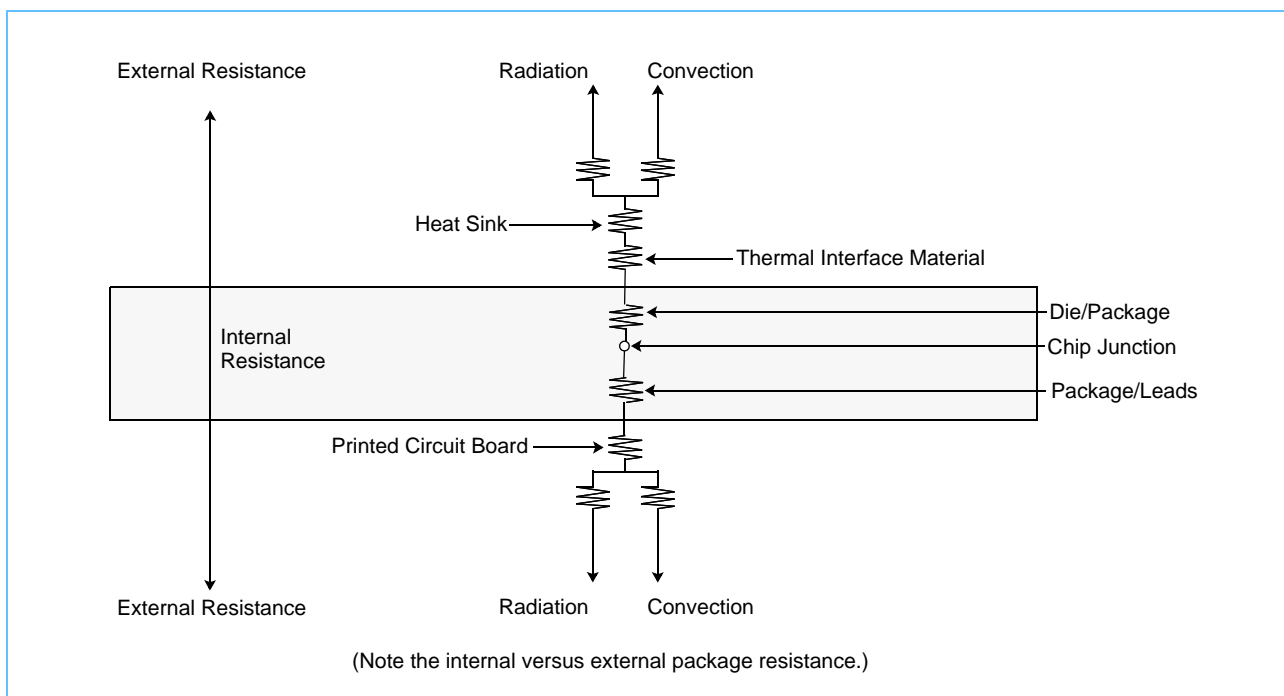 External Resistance
Radiation
Convection
Heat Sink
Thermal Interface Material
Die/Package
Internal
Resistance
Chip Junction
Package/Leads
Printed Circuit Board
External Resistance
Radiation
Convection
(Note the internal versus external package resistance.)